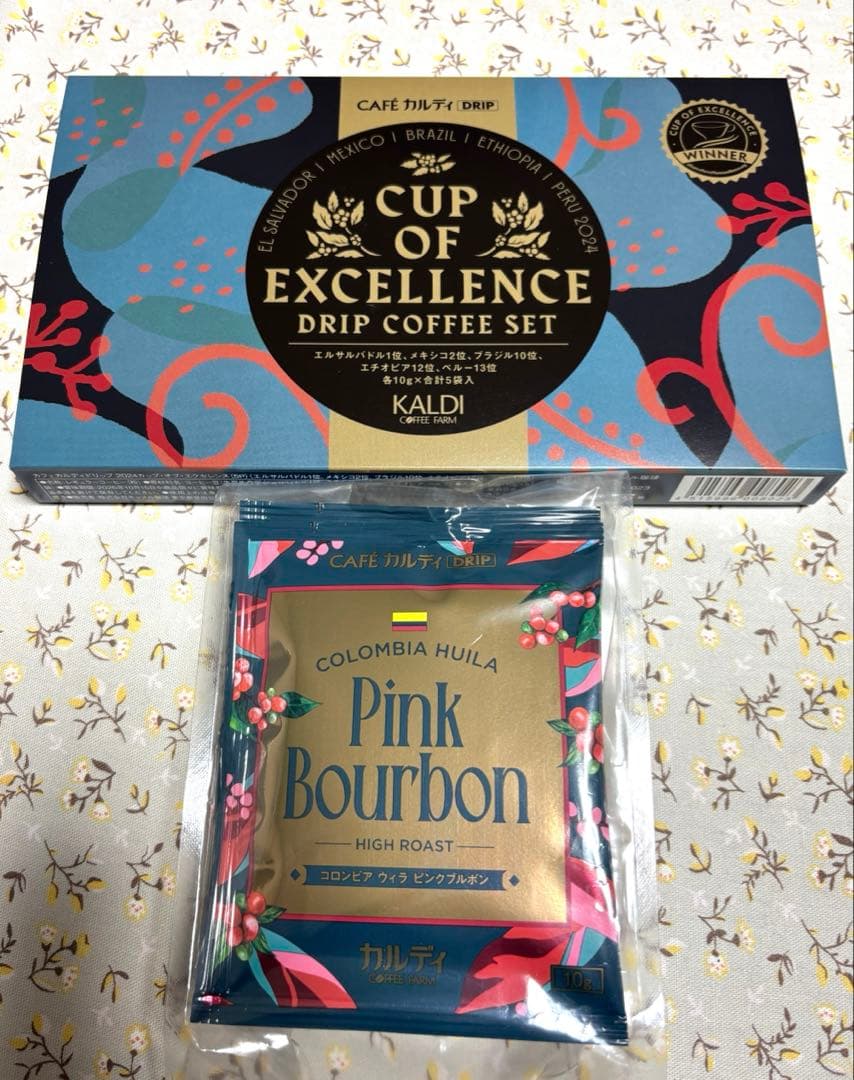 CAFÉ カルディ DRIP
EL SALVADOR | MEXICO | BRAZIL | ETHIOPIA | PERU 2024
CUP OF EXCELLENCE
WINNER
CUP
OF
EXCELLENCE
DRIP COFFEE SET
エルサルバドル1位、メキシコ2位、ブラジル10位、
エチオピア12位、ペルー13位
各10g×合計5袋入
KALDI
COFFEE FARM
CAFÉ カルディ DRIP
COLOMBIA HUILA
Pink
Bourbon
HIGH ROAST
コロンビア ウィラ ピンクブルボン
カルディ
COFFEE FARM
10g